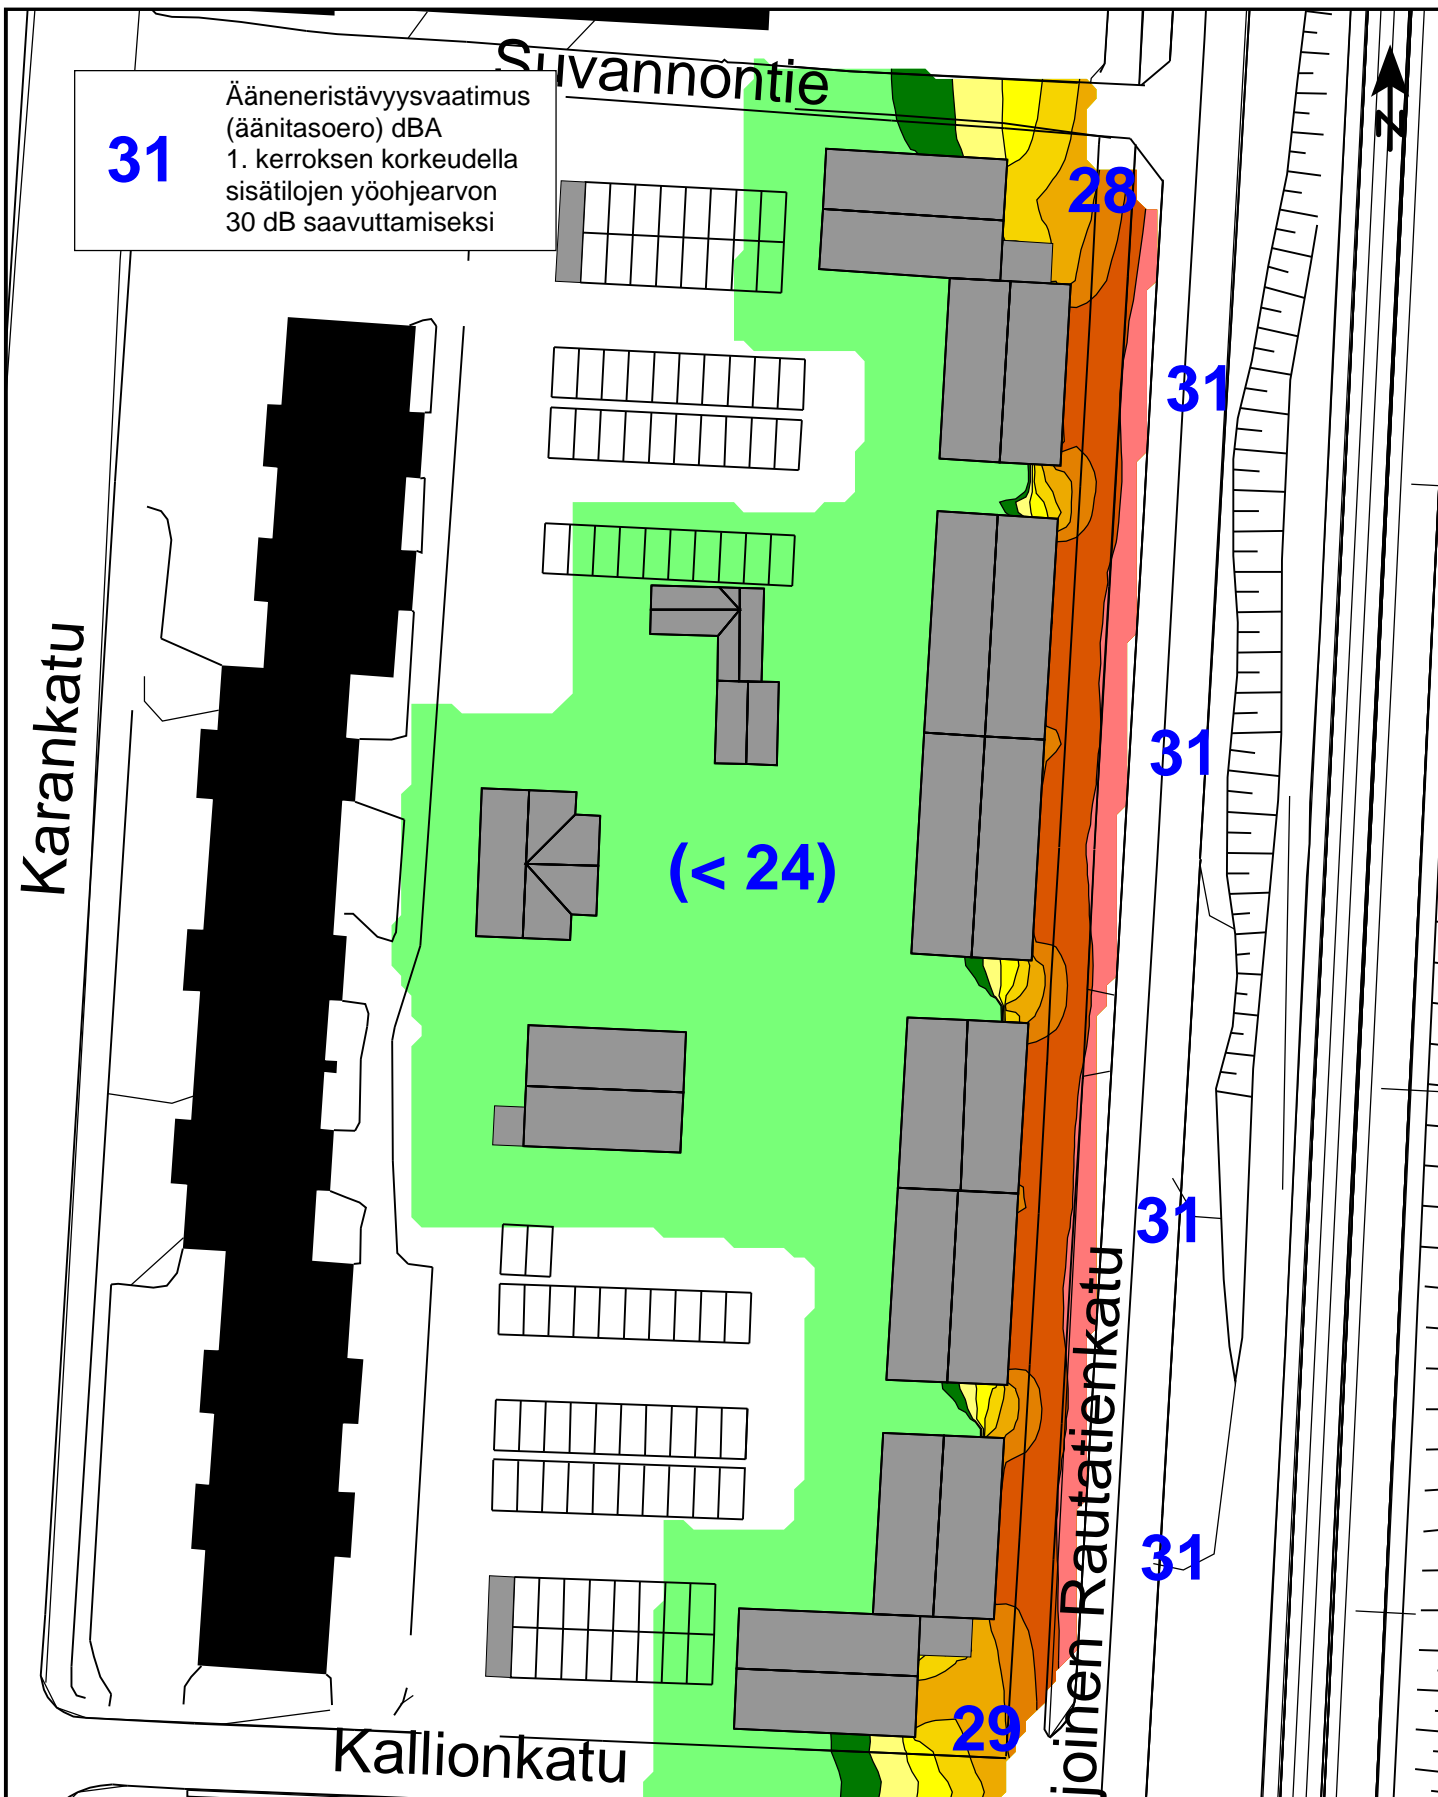 Suvannontie
31
Ääneneristävyysvaatimus
(äänitasoero) dBA
1. kerroksen korkeudella
sisätilojen yöohjearvon
30 dB saavuttamiseksi
N
28
31
Karankatu
31
(< 24)
31
joinen Rautatienkatu
31
29
Kallionkatu